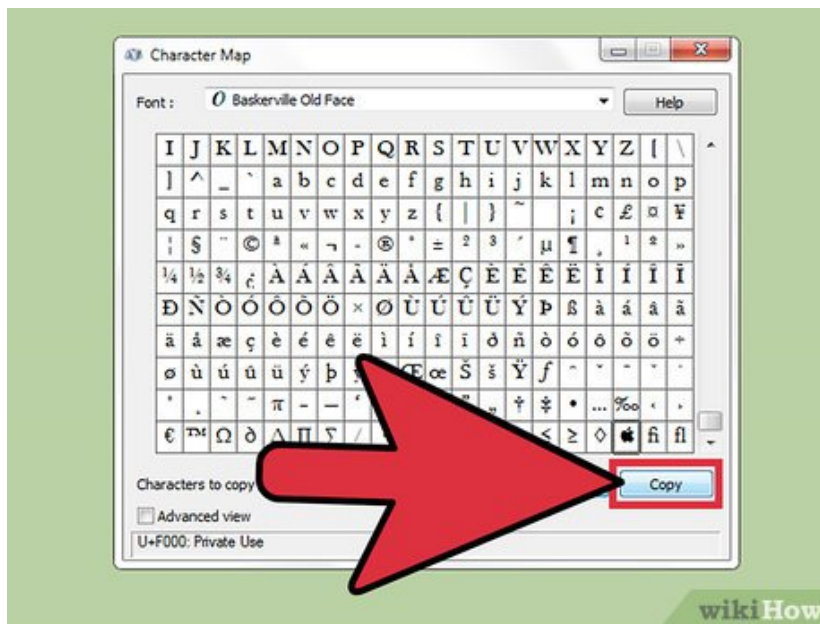 Character Map
Font : O Baskerville Old Face Help
I J K L M N O P Q R S T U V W X Y Z [ \
] ^ _ ` a b c d e f g h i j k l m n o p
q r s t u v w x y z { | } ~ ¡ ¢ £ ¤ ¥
¦ § ¨ © ª « ¬ - ® ° ± ² ³ ´ µ ¶ ¸ ¹ º »
¼ ½ ¾ ¿ À Á Â Ã Ä Å Æ Ç È É Ê Ë Ì Í Î Ï
Ð Ñ Ò Ó Ô Õ Ö × Ø Ù Ú Û Ü Ý Þ ß à á â ã
ä å æ ç è é ê ë ì í î ï ð ñ ò ó ô õ ö ÷
ø ù ú û ü ý þ Œ œ Š š Ÿ ƒ ˆ ˇ ˉ ˘ ˙
˚ ˛ ˜ ˝ π – — ‘ „ † ‡ • … ‰ ‹ ›
€ ™ Ω ∂ ∆ ∏ ∑ ∕ ≤ ≥ ◊  fi fl
Characters to copy Copy
Advanced view
U+F000: Private Use
wikiHow